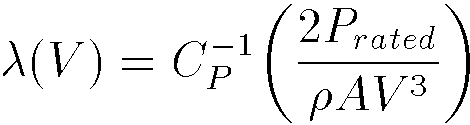 λ(V) = C_P^{-1}(2P_{rated}/ρAV^3)